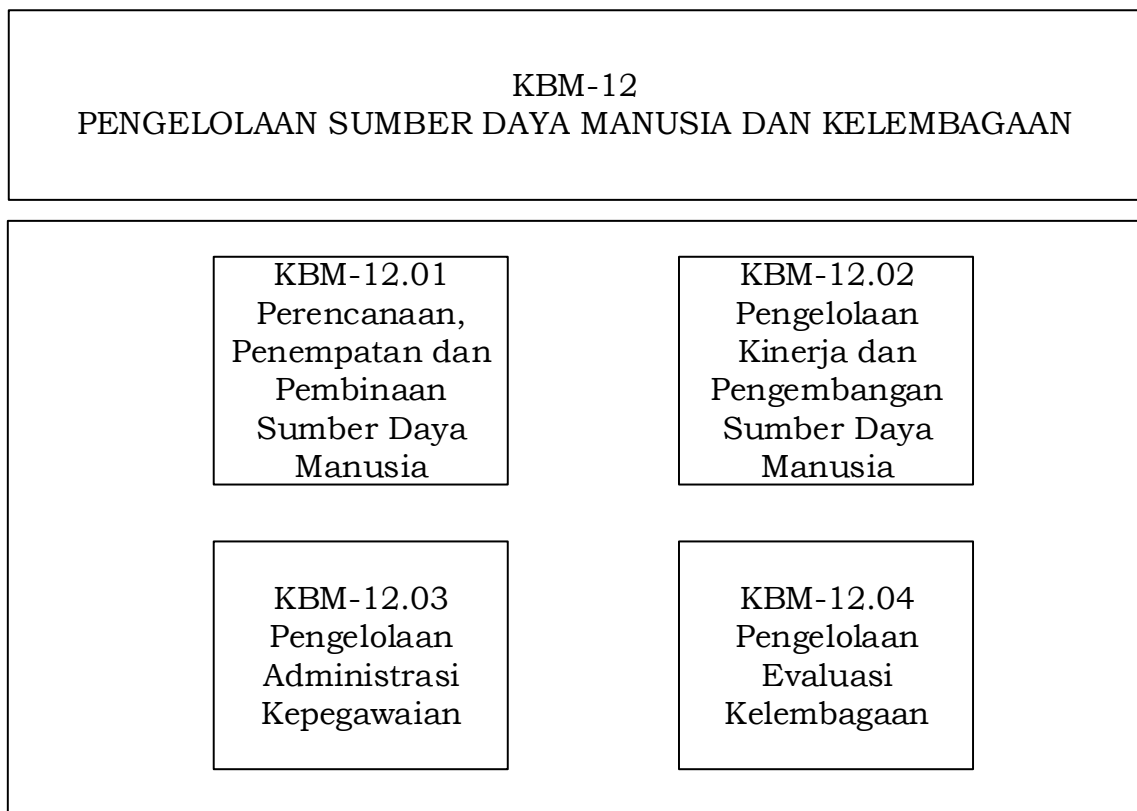 KBM-12
PENGELOLAAN SUMBER DAYA MANUSIA DAN KELEMBAGAAN
KBM-12.01
Perencanaan,
Penempatan dan
Pembinaan
Sumber Daya
Manusia
KBM-12.02
Pengelolaan
Kinerja dan
Pengembangan
Sumber Daya
Manusia
KBM-12.03
Pengelolaan
Administrasi
Kepegawaian
KBM-12.04
Pengelolaan
Evaluasi
Kelembagaan